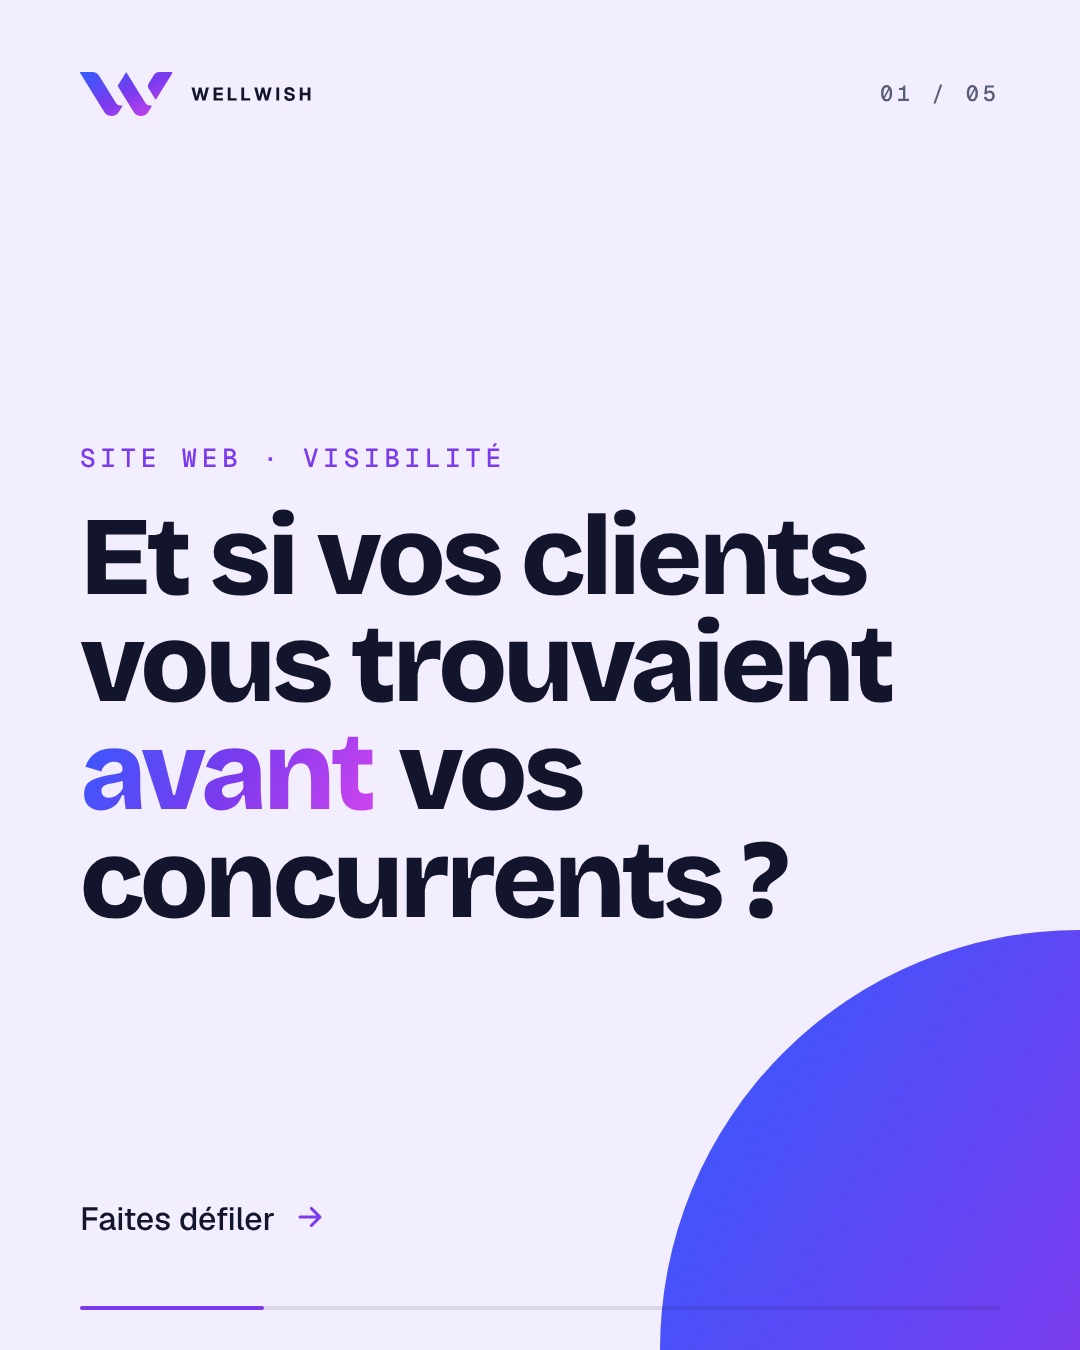 WELLWISH
01 / 05
SITE WEB · VISIBILITÉ
Et si vos clients
vous trouvaient
avant vos
concurrents ?
Faites défiler →